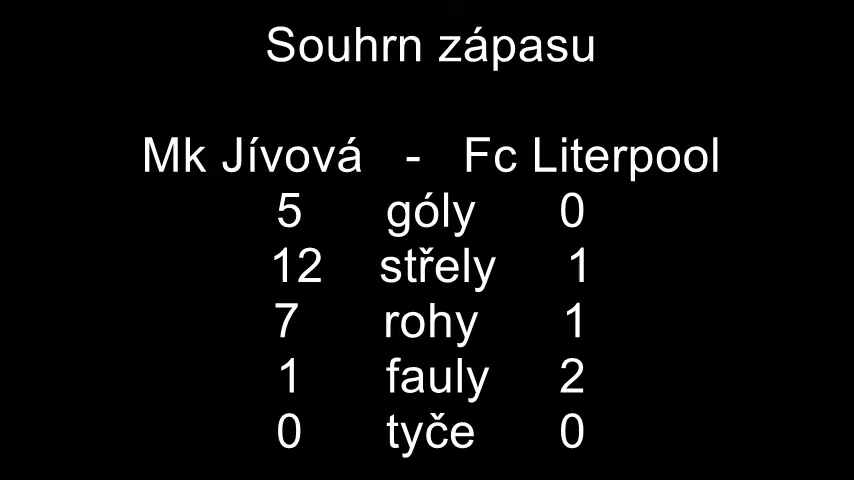 Souhrn zápasu
Mk Jívová - Fc Literpool
5 góly 0
12 střely 1
7 rohy 1
1 fauly 2
0 tyče 0